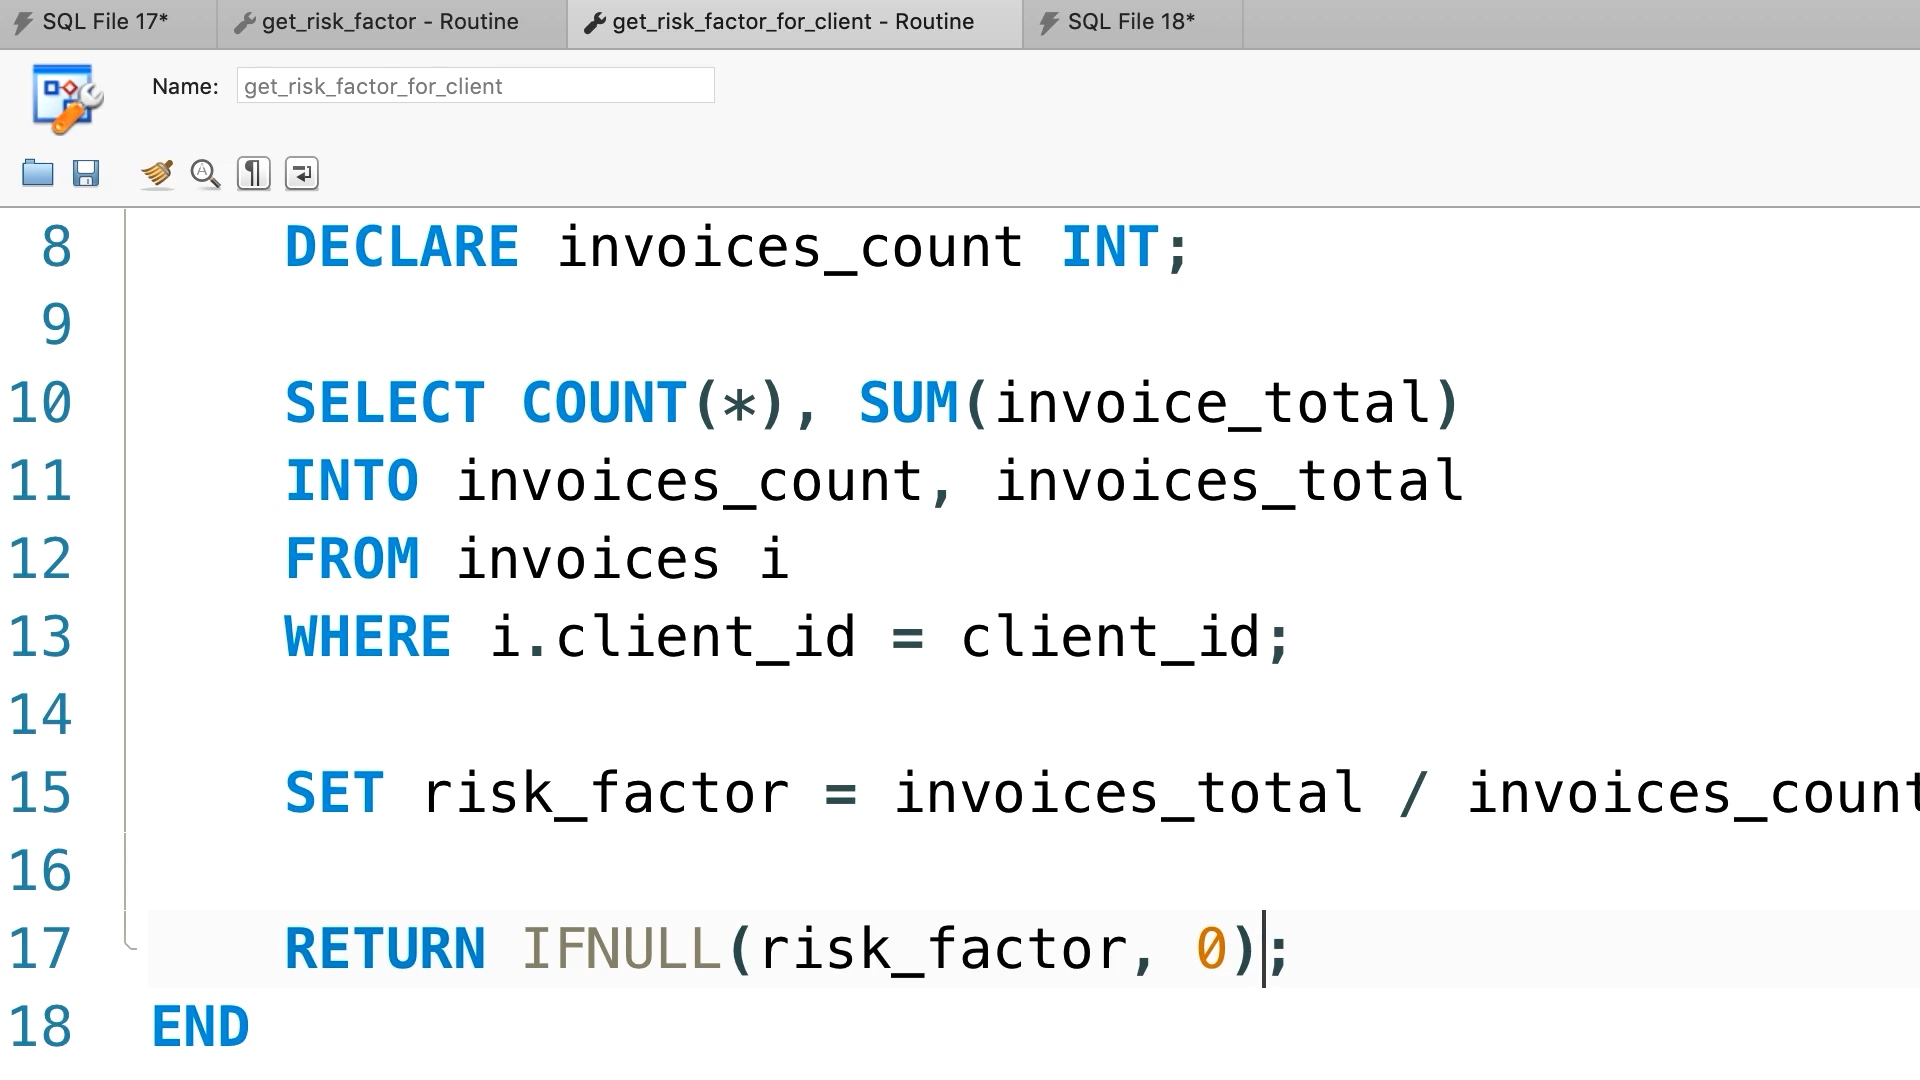 SQL File 17*
get_risk_factor - Routine
get_risk_factor_for_client - Routine
SQL File 18*
Name: get_risk_factor_for_client
8 DECLARE invoices_count INT;
9
10 SELECT COUNT(*), SUM(invoice_total)
11 INTO invoices_count, invoices_total
12 FROM invoices i
13 WHERE i.client_id = client_id;
14
15 SET risk_factor = invoices_total / invoices_count
16
17 RETURN IFNULL(risk_factor, 0);
18 END